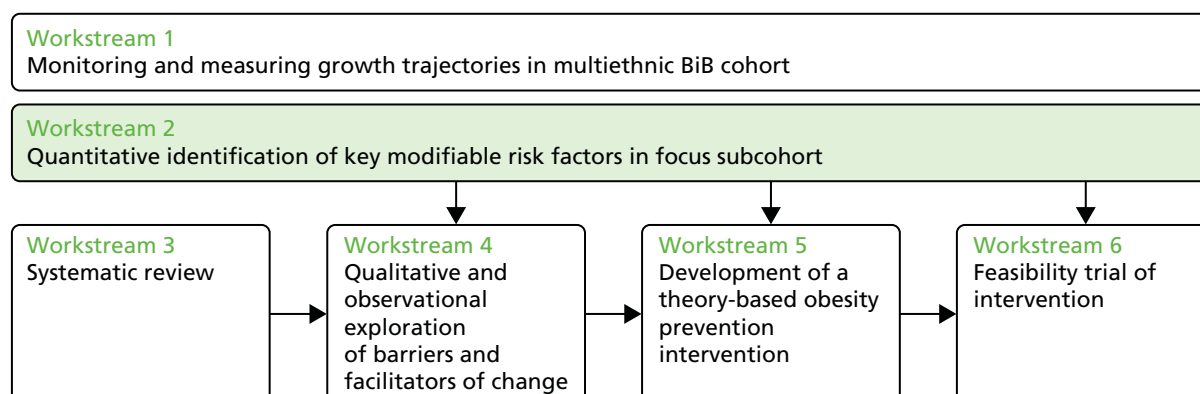 Workstream 1
Monitoring and measuring growth trajectories in multiethnic BiB cohort
Workstream 2
Quantitative identification of key modifiable risk factors in focus subcohort
Workstream 3
Systematic review
Workstream 4
Qualitative and
observational
exploration
of barriers and
facilitators of change
Workstream 5
Development of a
theory-based obesity
prevention
intervention
Workstream 6
Feasibility trial of
intervention